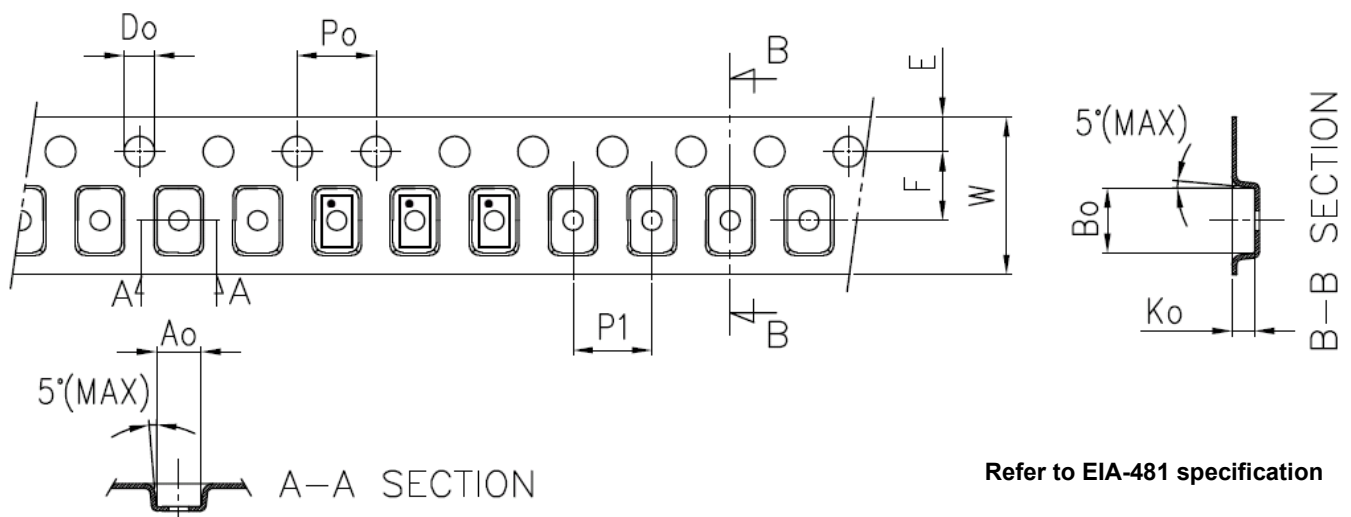 Do
Po
B
E
5°(MAX)
F
W
Bo
B-B SECTION
A
A
Ko
P1
B
Ao
5°(MAX)
A-A SECTION
Refer to EIA-481 specification